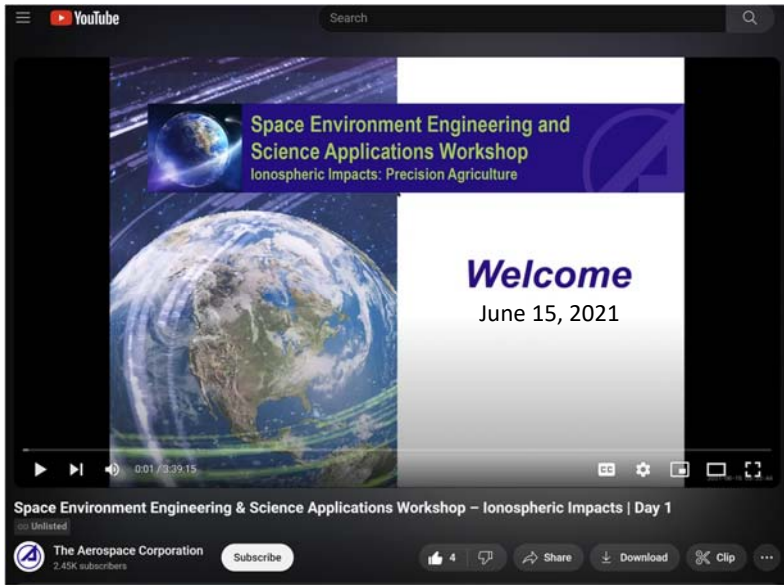 YouTube
Search
Space Environment Engineering and
Science Applications Workshop
Ionospheric Impacts: Precision Agriculture
Welcome
June 15, 2021
0:01 / 3:39:15
CC
Space Environment Engineering & Science Applications Workshop – Ionospheric Impacts | Day 1
Unlisted
The Aerospace Corporation
2.45K subscribers
Subscribe
4
Share
Download
Clip